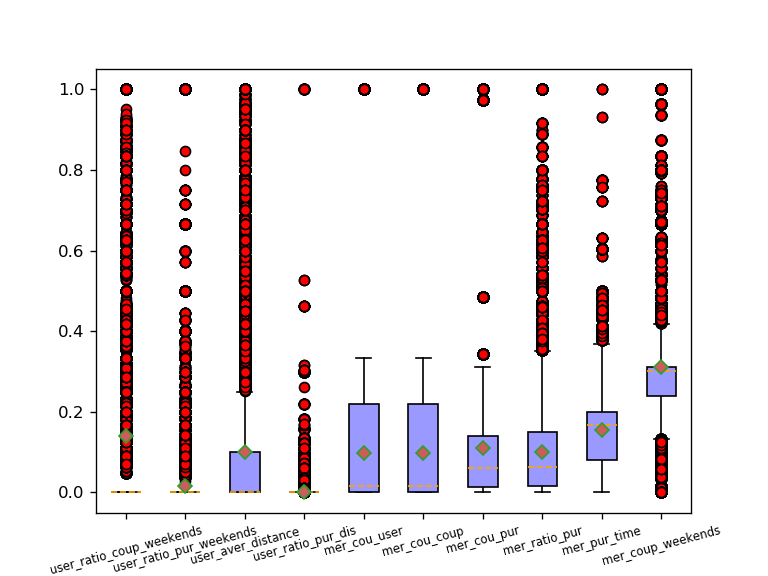 1.0
0.8
0.6
0.4
0.2
0.0
user_ratio_coup_weekends
user_ratio_pur_weekends
user_aver_distance
user_ratio_pur_dis
mer_cou_user
mer_cou_coup
mer_cou_pur
mer_ratio_pur
mer_pur_time
mer_coup_weekends